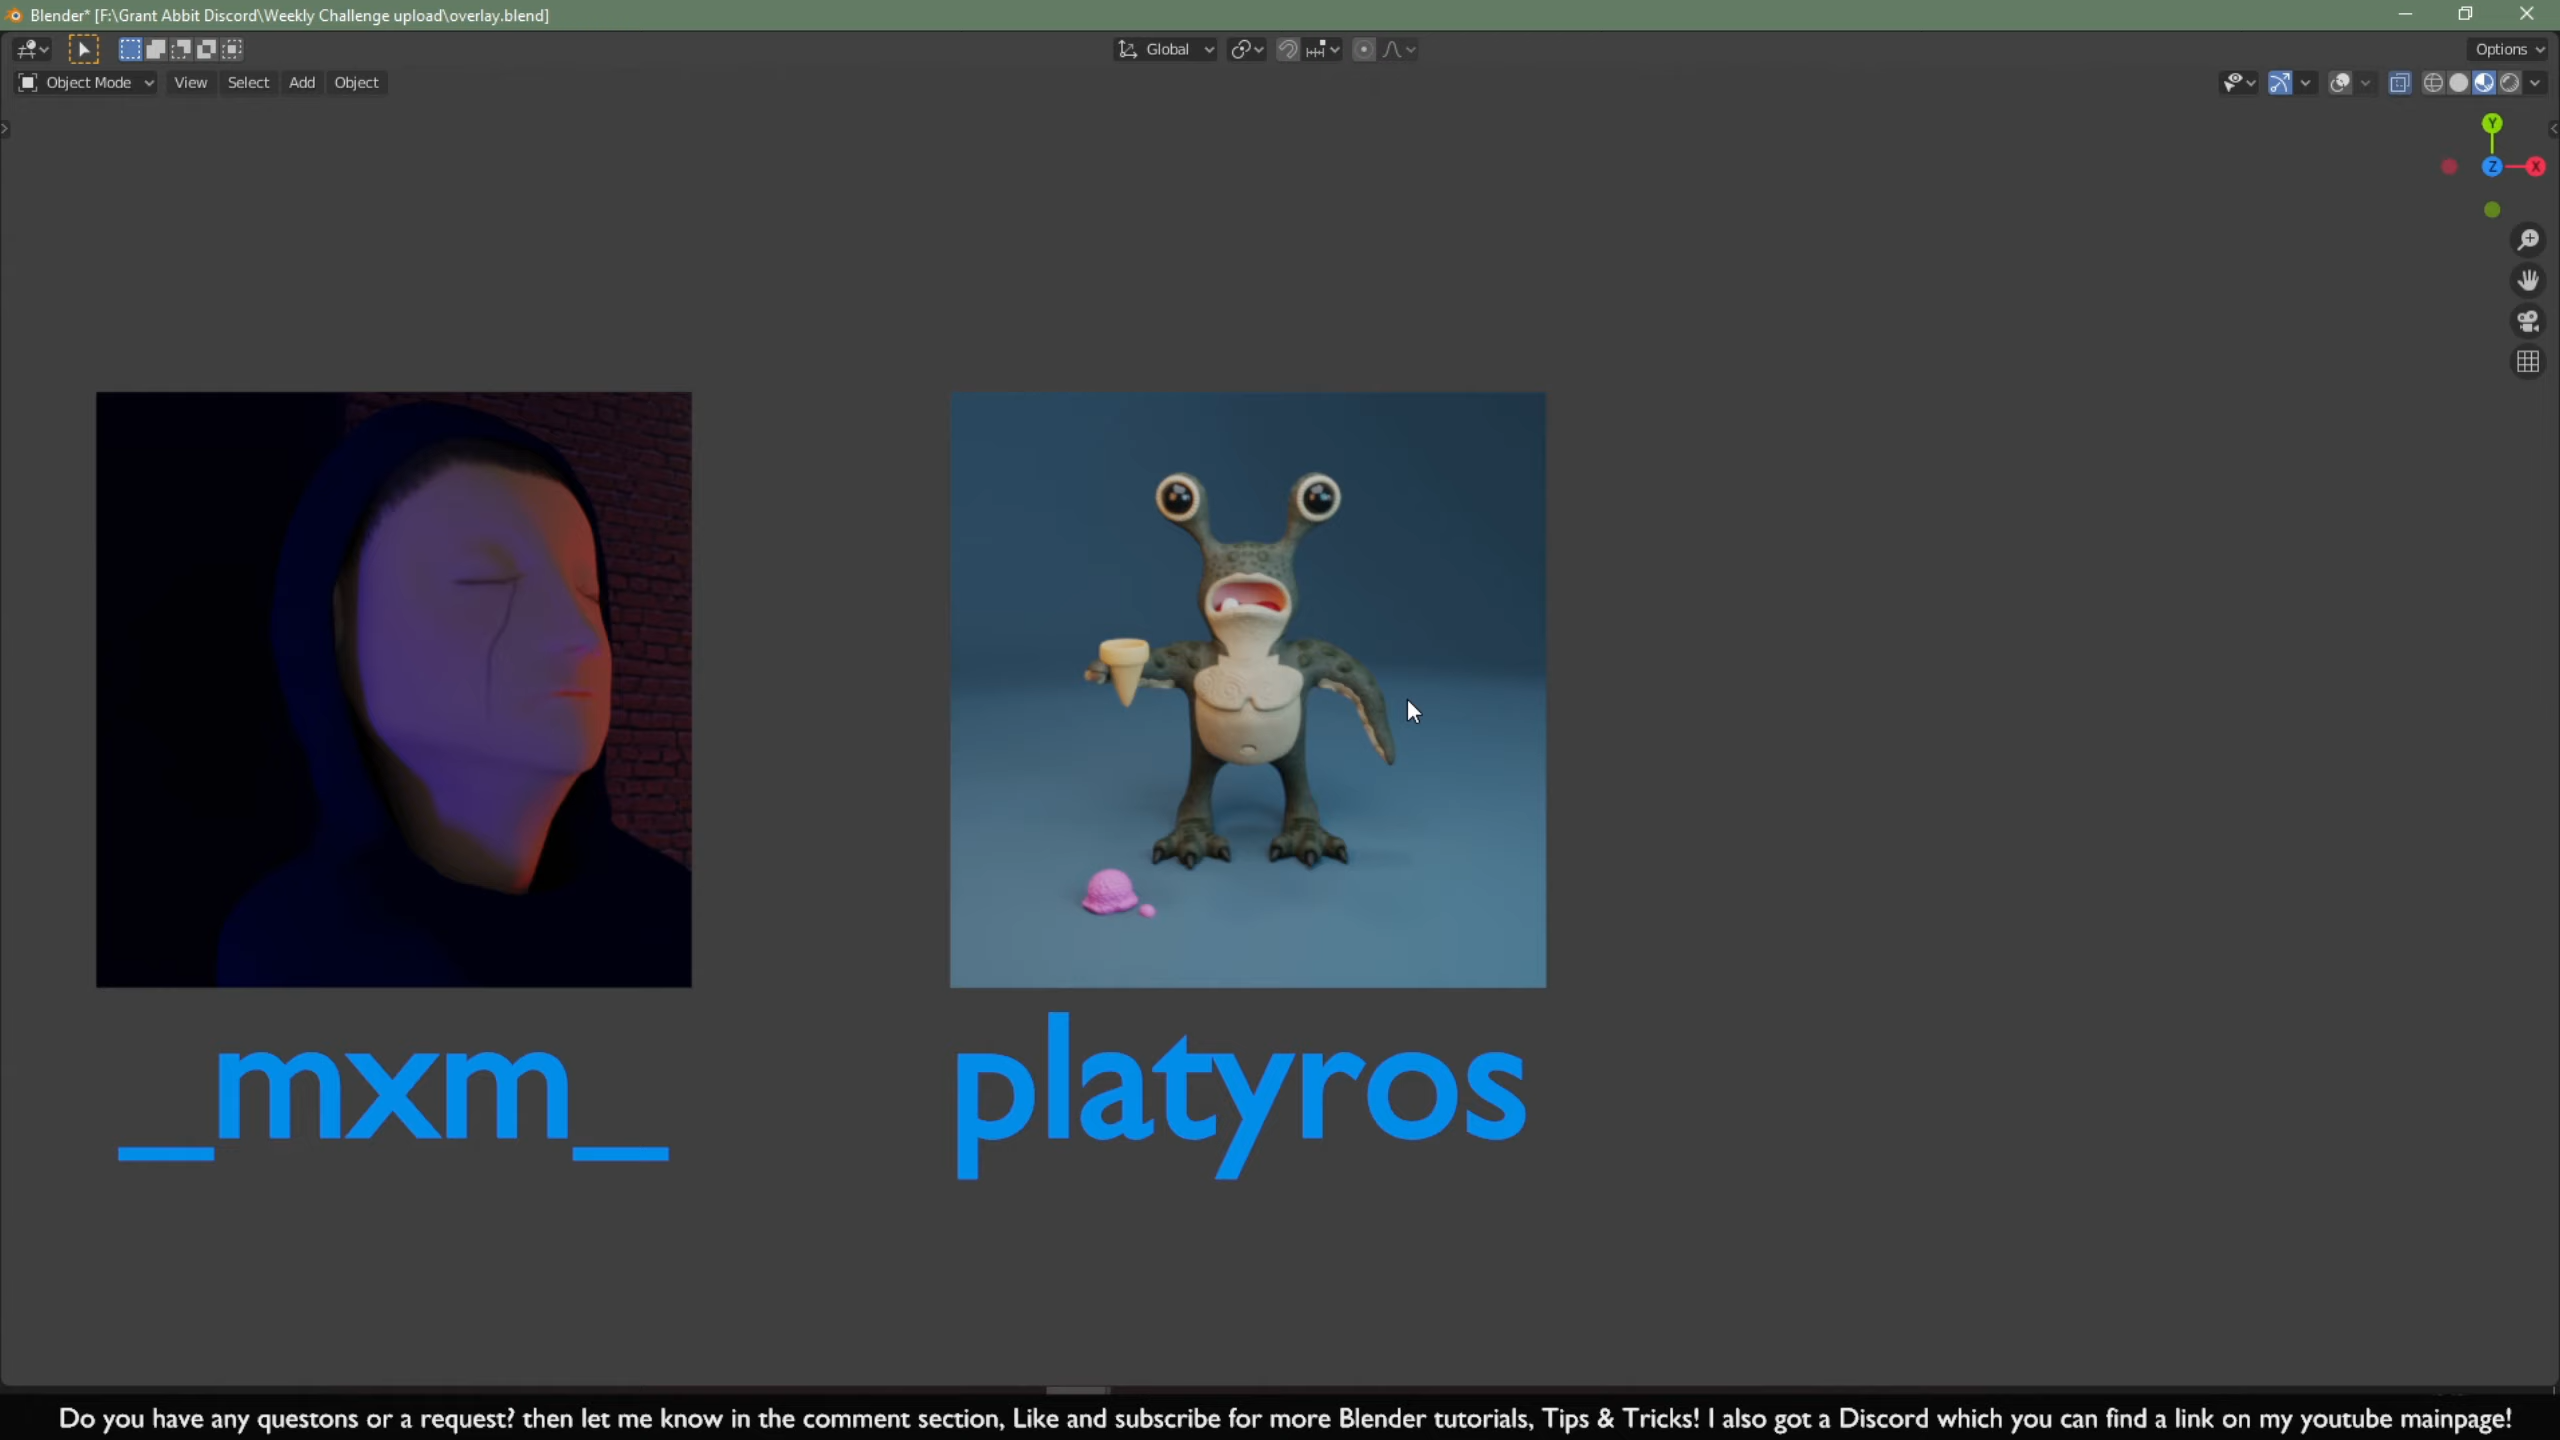 Blender* [F:\Grant Abbit Discord\Weekly Challenge upload\overlay.blend]
Global
Options
Object Mode View Select Add Object
Y
Z X
_mxm_
platyros
Do you have any questons or a request? then let me know in the comment section, Like and subscribe for more Blender tutorials, Tips & Tricks! I also got a Discord which you can find a link on my youtube mainpage!